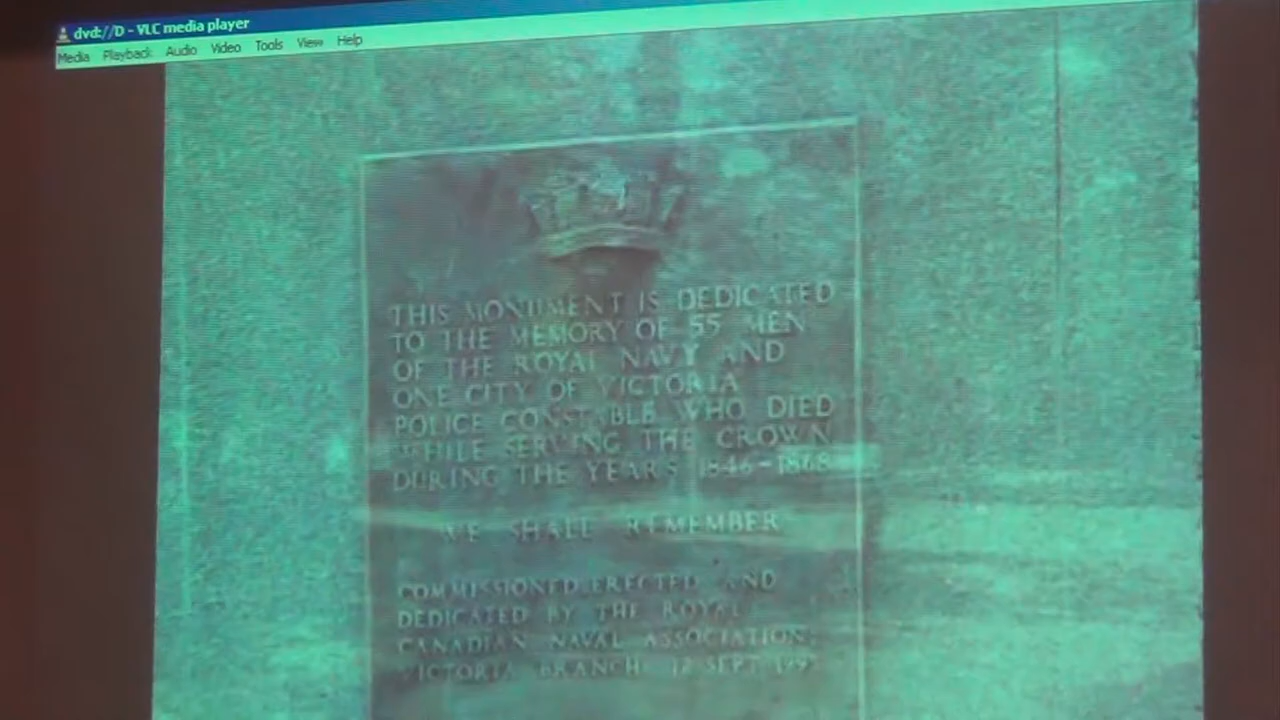 dvd://D - VLC media player
Media Playback Audio Video Tools View Help
THIS MONUMENT IS DEDICATED
TO THE MEMORY OF 55 MEN
OF THE ROYAL NAVY AND
ONE CITY OF VICTORIA
POLICE CONSTABLE WHO DIED
WHILE SERVING THE CROWN
DURING THE YEARS 1846-1868
WE SHALL REMEMBER
COMMISSIONED, ERECTED AND
DEDICATED BY THE ROYAL
CANADIAN NAVAL ASSOCIATION,
VICTORIA BRANCH 12 SEPT